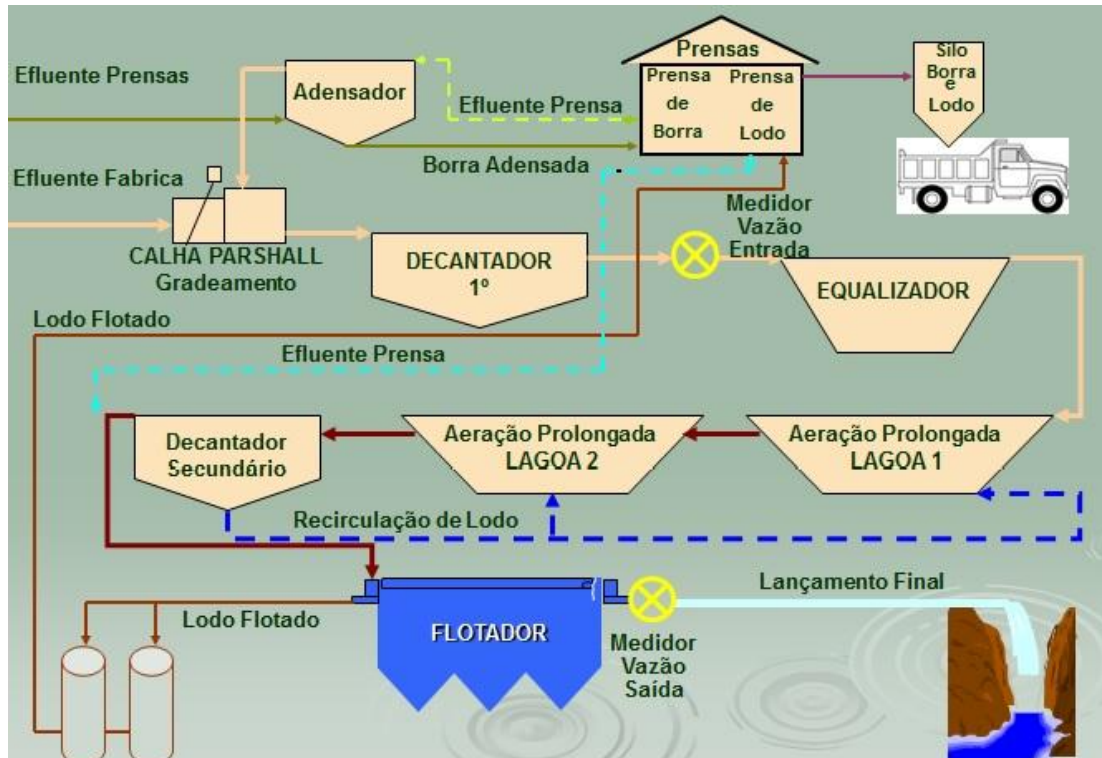 Prensas
Silo
Borra
e
Lodo
Efluente Prensas
Adensador
Efluente Prensa
Prensa
de
Borra
Prensa
de
Lodo
Borra Adensada
Efluente Fabrica
CALHA PARSHALL
Gradeamento
DECANTADOR
1º
Medidor
Vazão
Entrada
EQUALIZADOR
Lodo Flotado
Efluente Prensa
Decantador
Secundário
Aeração Prolongada
LAGOA 2
Aeração Prolongada
LAGOA 1
Recirculação de Lodo
Lodo Flotado
FLOTADOR
Medidor
Vazão
Saída
Lançamento Final